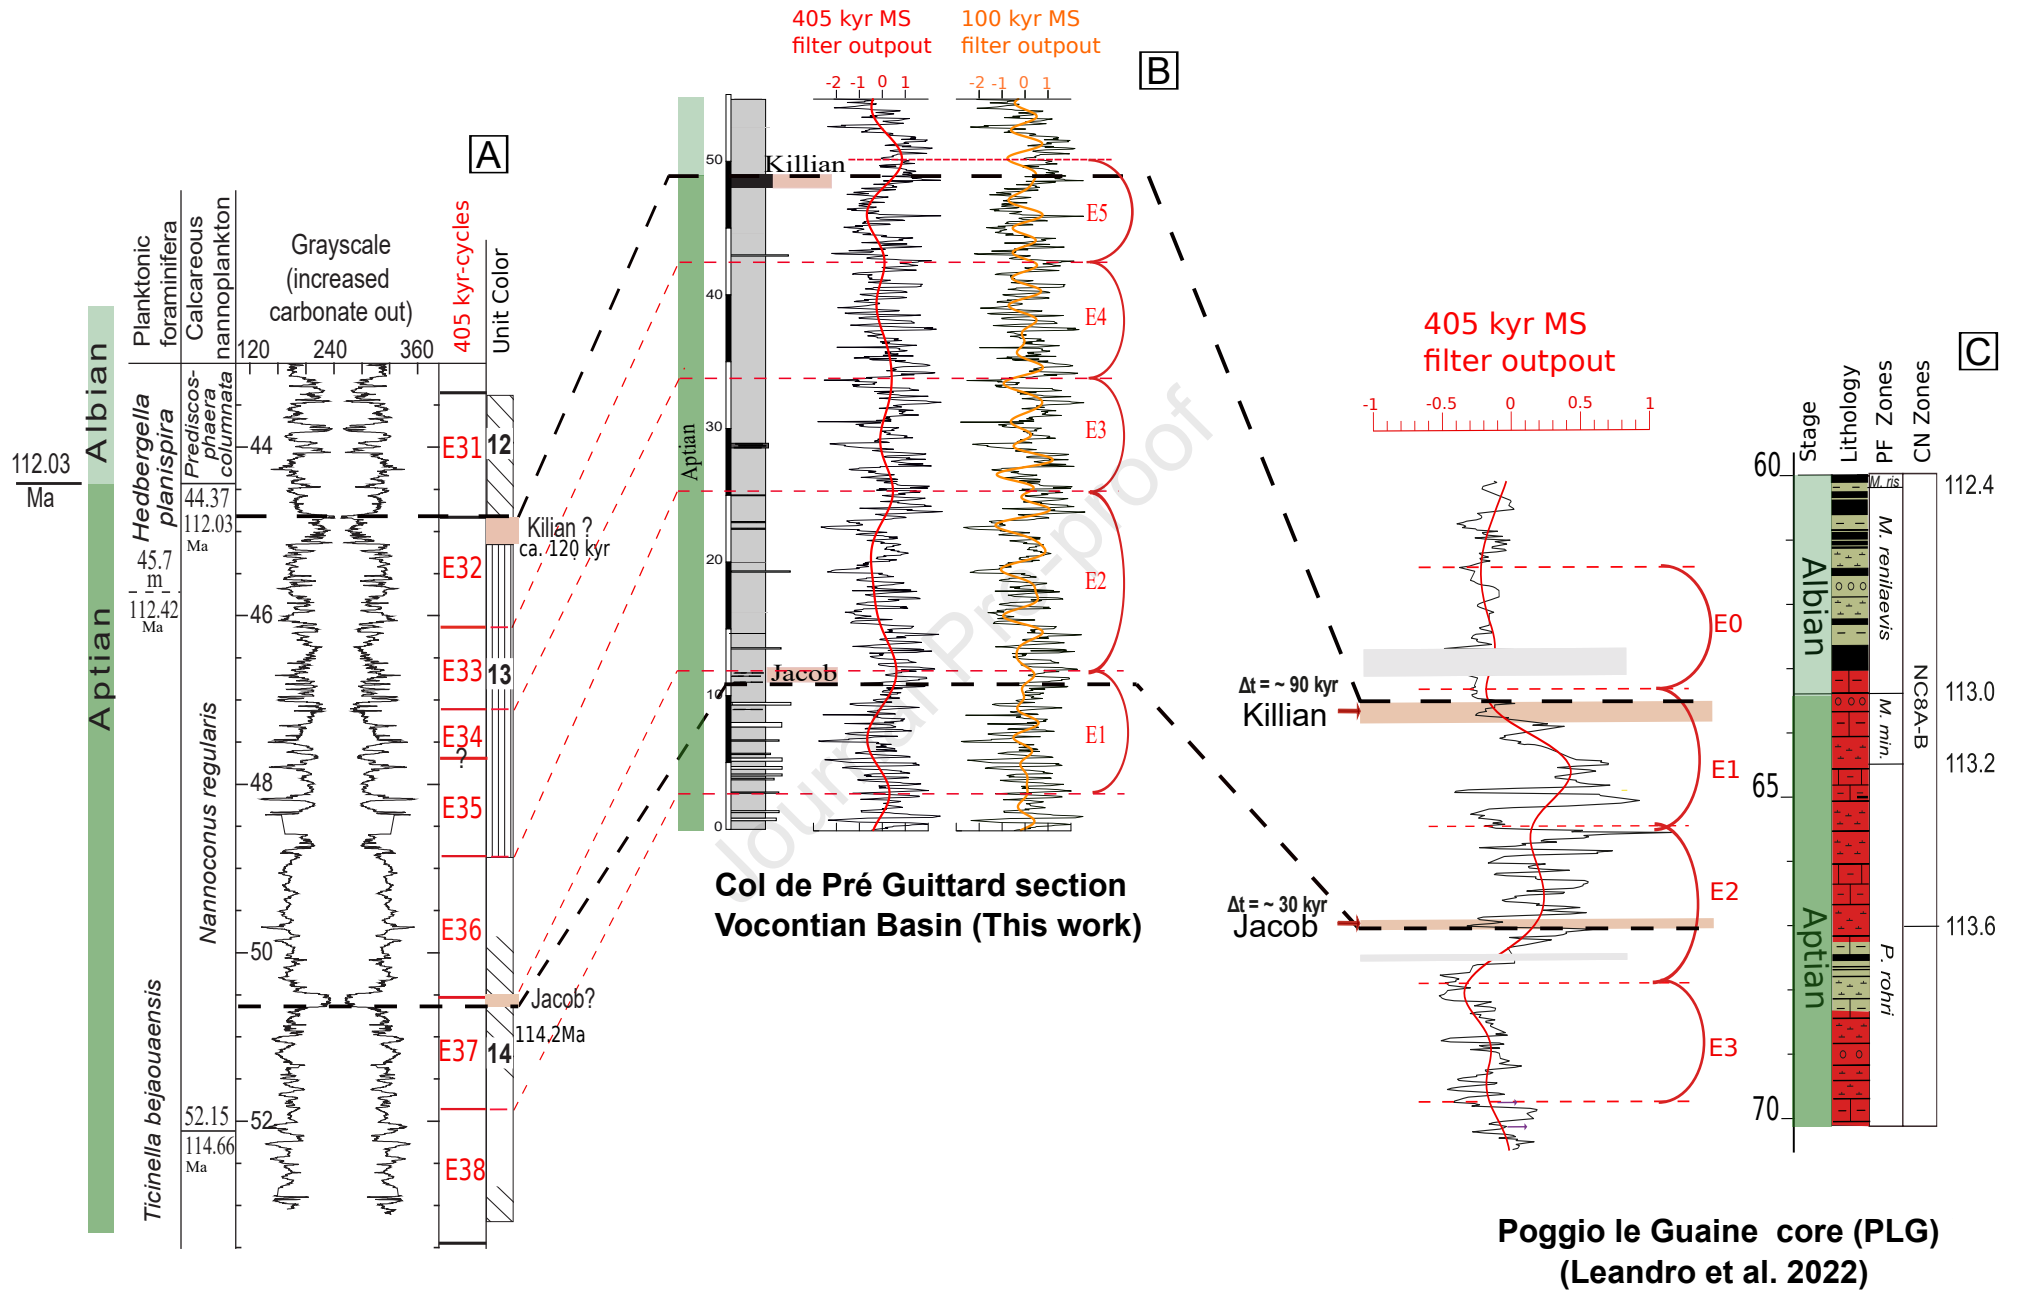 405 kyr MS
filter outpout
100 kyr MS
filter outpout
-2 -1 0 1
-2 -1 0 1
B
A
Planktonic
foraminifera
Calcareous
nannoplankton
Grayscale
(increased
carbonate out)
120 240 360
405 kyr-cycles
Unit Color
Albian
Aptian
112.03
Ma
Hedbergella
planispira
45.7
m
112.42
Ma
Ticinella bejaouaensis
Prediscos-
phaera
columnata
44.37
112.03
Ma
Nannoconus regularis
52.15
114.66
Ma
44
46
48
50
52
E31
E32
E33
E34
?
E35
E36
E37
E38
12
13
14
Kilian ?
ca. 120 kyr
Jacob?
114.2Ma
Aptian
50
40
30
20
10
0
Killian
Jacob
E5
E4
E3
E2
E1
Journal Pre-proof
Col de Pré Guittard section
Vocontian Basin (This work)
405 kyr MS
filter outpout
-1 -0.5 0 0.5 1
C
Stage
Lithology
PF Zones
CN Zones
60
65
70
Albian
Aptian
M. ris
M. renilaevis
M. min.
P. rohri
NC8A-B
112.4
113.0
113.2
113.6
E0
E1
E2
E3
Δt = ~ 90 kyr
Killian
Δt = ~ 30 kyr
Jacob
Poggio le Guaine core (PLG)
(Leandro et al. 2022)